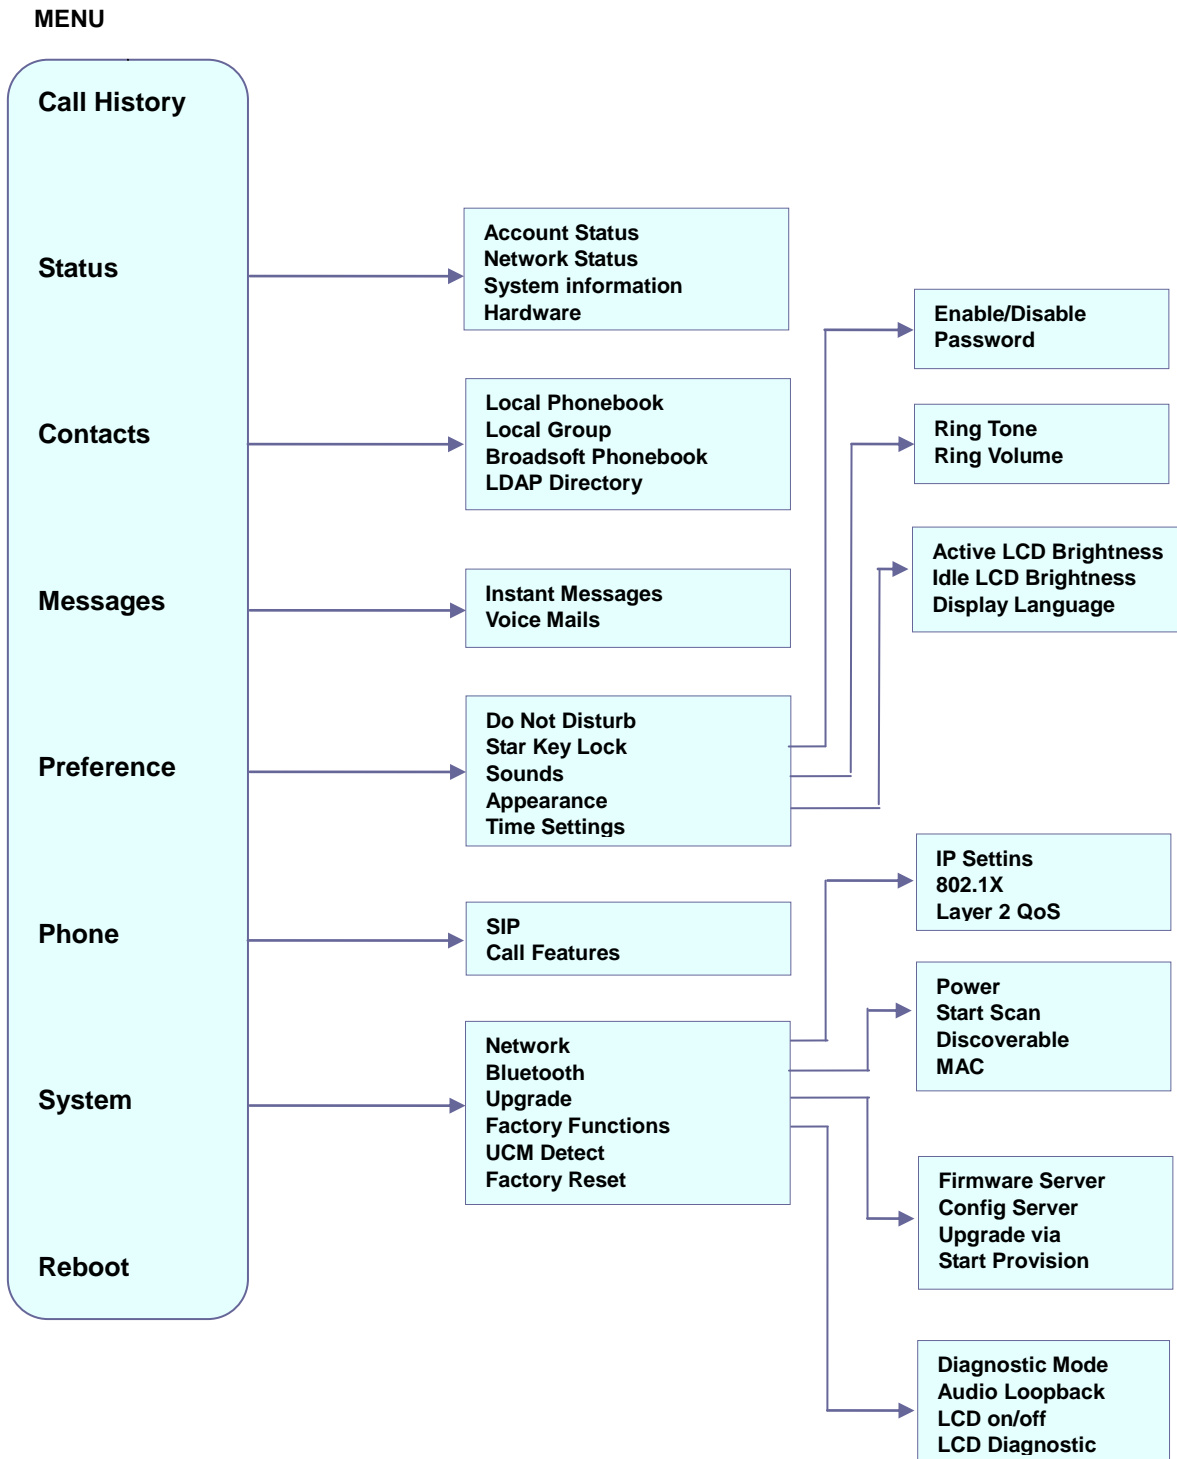 MENU
Call History
Status
Contacts
Messages
Preference
Phone
System
Reboot
Account Status
Network Status
System information
Hardware
Local Phonebook
Local Group
Broadsoft Phonebook
LDAP Directory
Instant Messages
Voice Mails
Do Not Disturb
Star Key Lock
Sounds
Appearance
Time Settings
SIP
Call Features
Network
Bluetooth
Upgrade
Factory Functions
UCM Detect
Factory Reset
Enable/Disable
Password
Ring Tone
Ring Volume
Active LCD Brightness
Idle LCD Brightness
Display Language
IP Settins
802.1X
Layer 2 QoS
Power
Start Scan
Discoverable
MAC
Firmware Server
Config Server
Upgrade via
Start Provision
Diagnostic Mode
Audio Loopback
LCD on/off
LCD Diagnostic